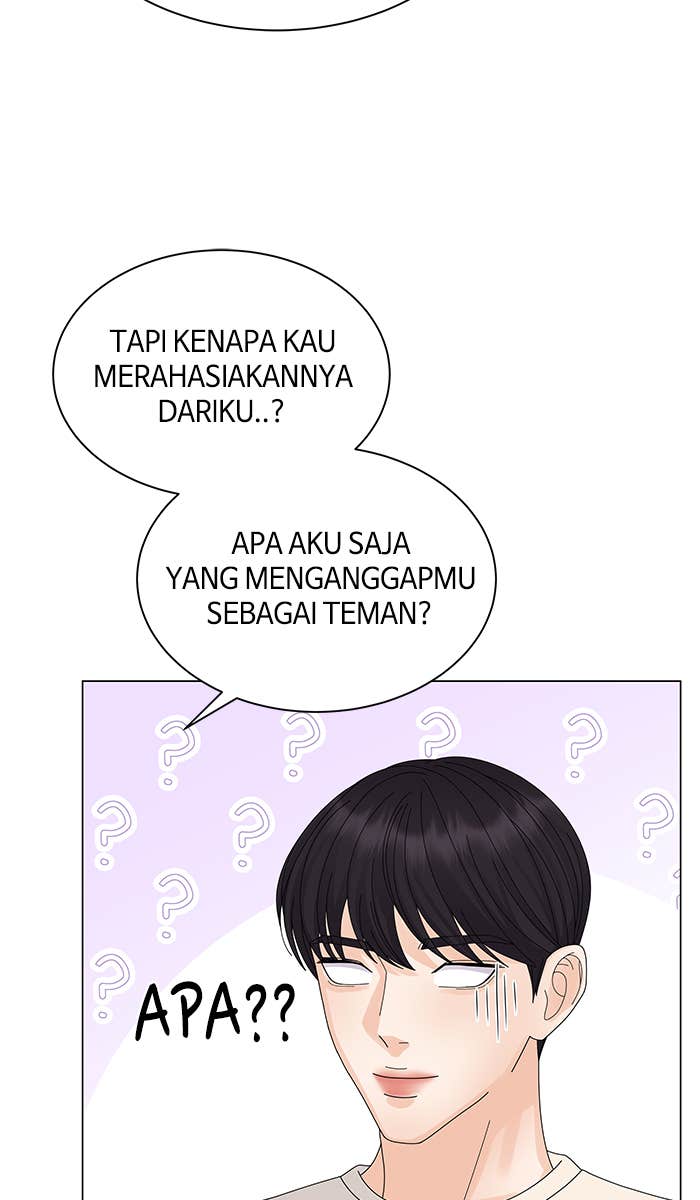 TAPI KENAPA KAU
MERAHASIAKANNYA
DARIKU..?
APA AKU SAJA
YANG MENGANGGAPMU
SEBAGAI TEMAN?
APA??